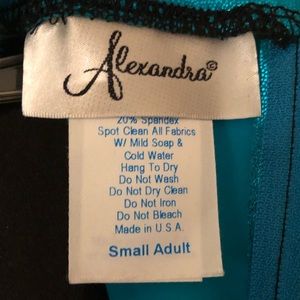 Alexandra©
20% Spandex
Spot Clean All Fabrics
W/ Mild Soap &
Cold Water
Hang To Dry
Do Not Wash
Do Not Dry Clean
Do Not Iron
Do Not Bleach
Made in U.S.A.
Small Adult